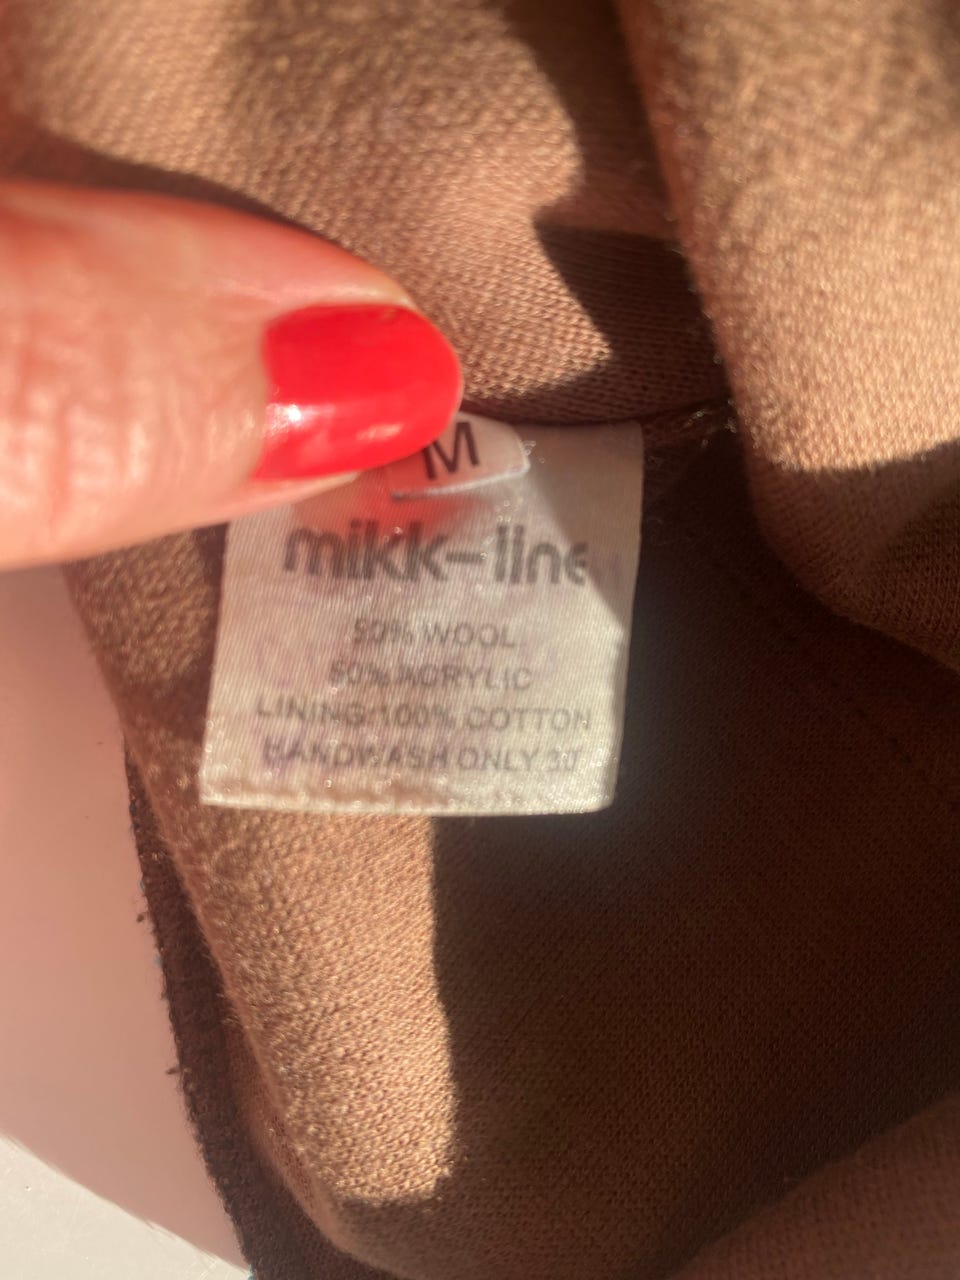 M
mikk-line
50% WOOL
50% ACRYLIC
LINING:100% COTTON
HANDWASH ONLY 30